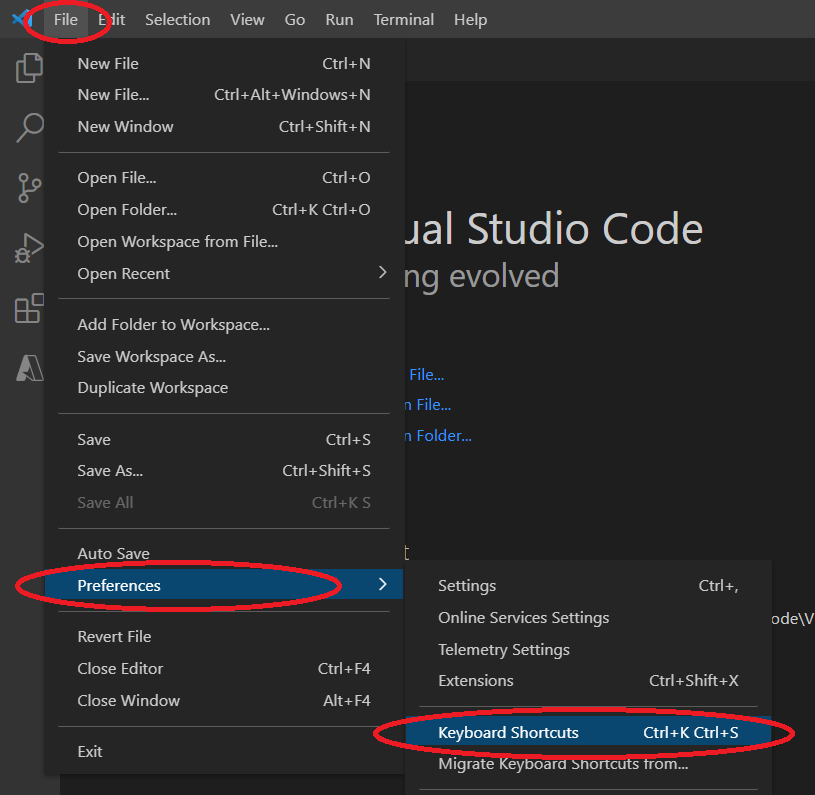 File Edit Selection View Go Run Terminal Help
New File Ctrl+N
New File... Ctrl+Alt+Windows+N
New Window Ctrl+Shift+N
Open File... Ctrl+O
Open Folder... Ctrl+K Ctrl+O
Open Workspace from File...
Open Recent
Add Folder to Workspace...
Save Workspace As...
Duplicate Workspace
Save Ctrl+S
Save As... Ctrl+Shift+S
Save All Ctrl+K S
Auto Save
Preferences
Revert File
Close Editor Ctrl+F4
Close Window Alt+F4
Exit
ual Studio Code
ng evolved
File...
n File...
n Folder...
t
Settings Ctrl+,
Online Services Settings
Telemetry Settings
Extensions Ctrl+Shift+X
Keyboard Shortcuts Ctrl+K Ctrl+S
Migrate Keyboard Shortcuts from...
ode\V